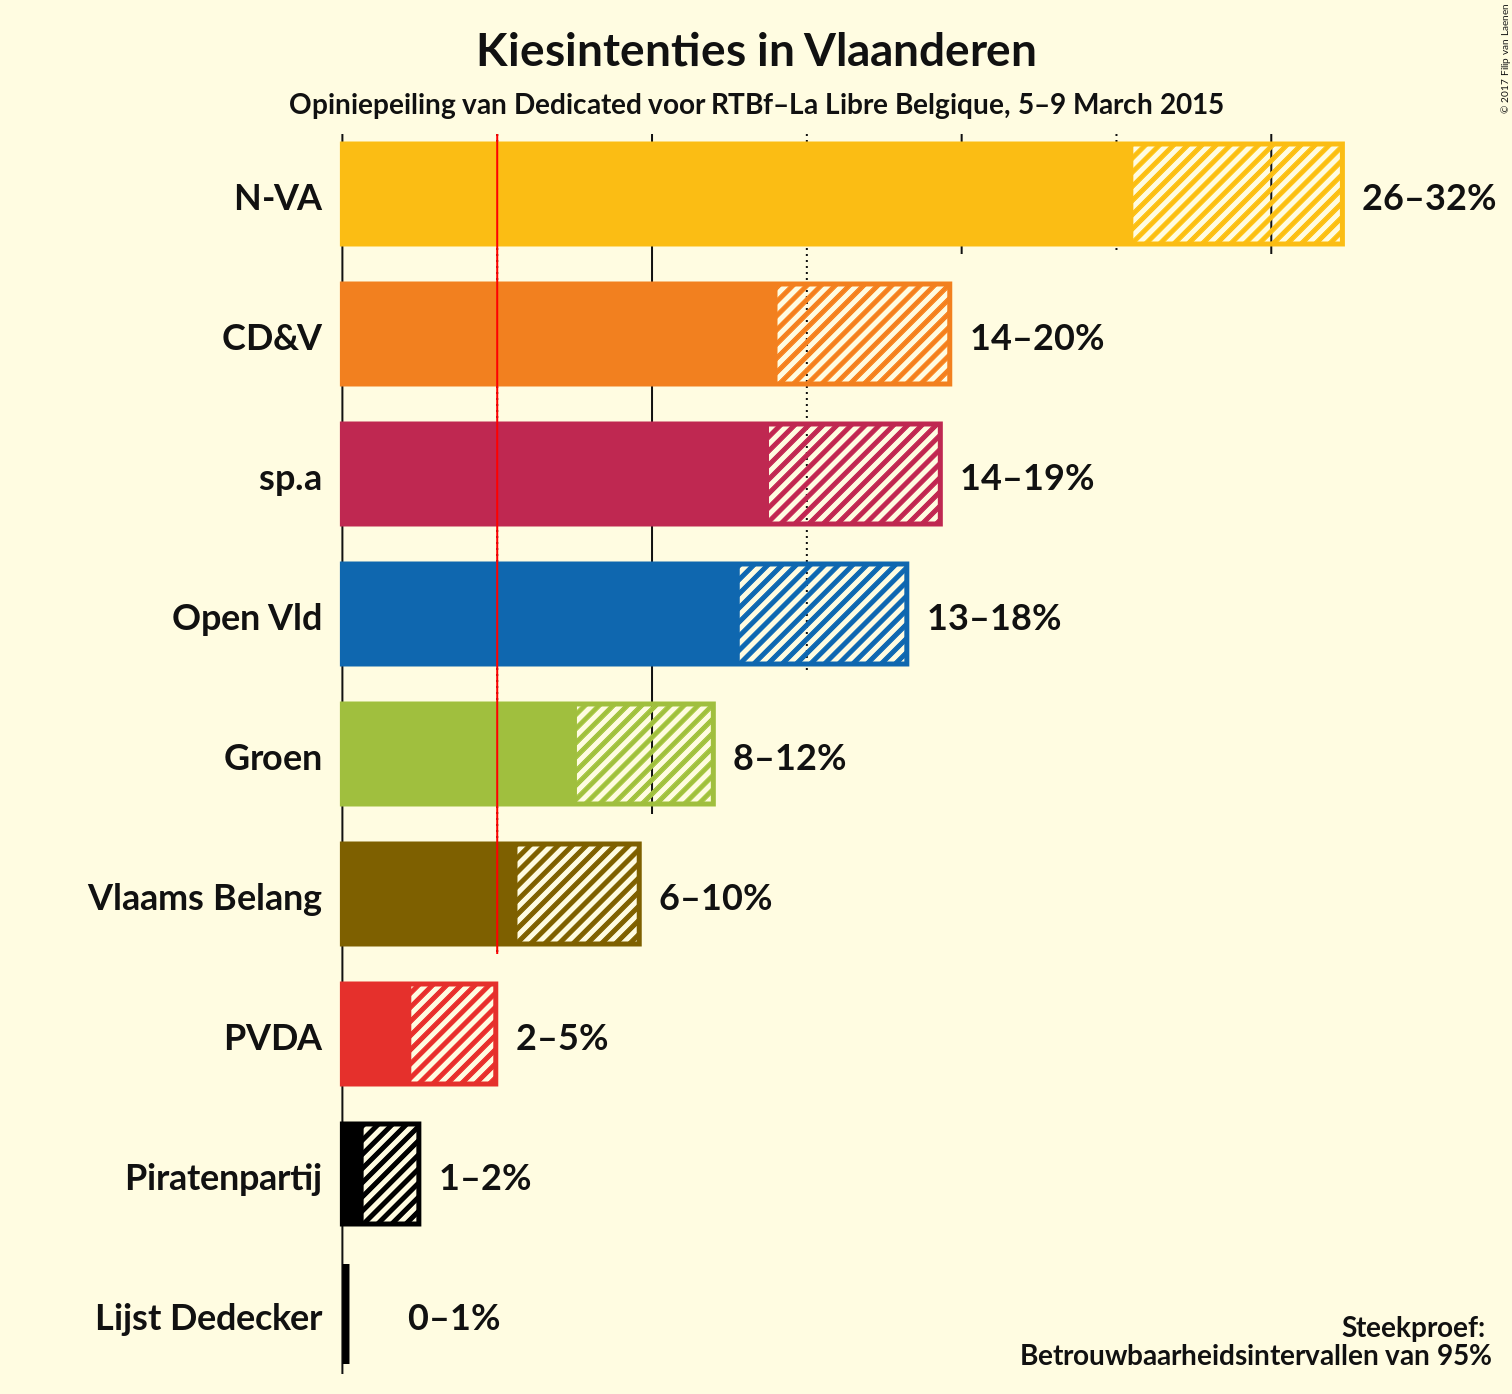 Kiesintenties in Vlaanderen
Opiniepeiling van Dedicated voor RTBf–La Libre Belgique, 5–9 March 2015
© 2017 Filip van Laenen
N-VA
26–32%
CD&V
14–20%
sp.a
14–19%
Open Vld
13–18%
Groen
8–12%
Vlaams Belang
6–10%
PVDA
2–5%
Piratenpartij
1–2%
Lijst Dedecker
0–1%
Steekproef:
Betrouwbaarheidsintervallen van 95%